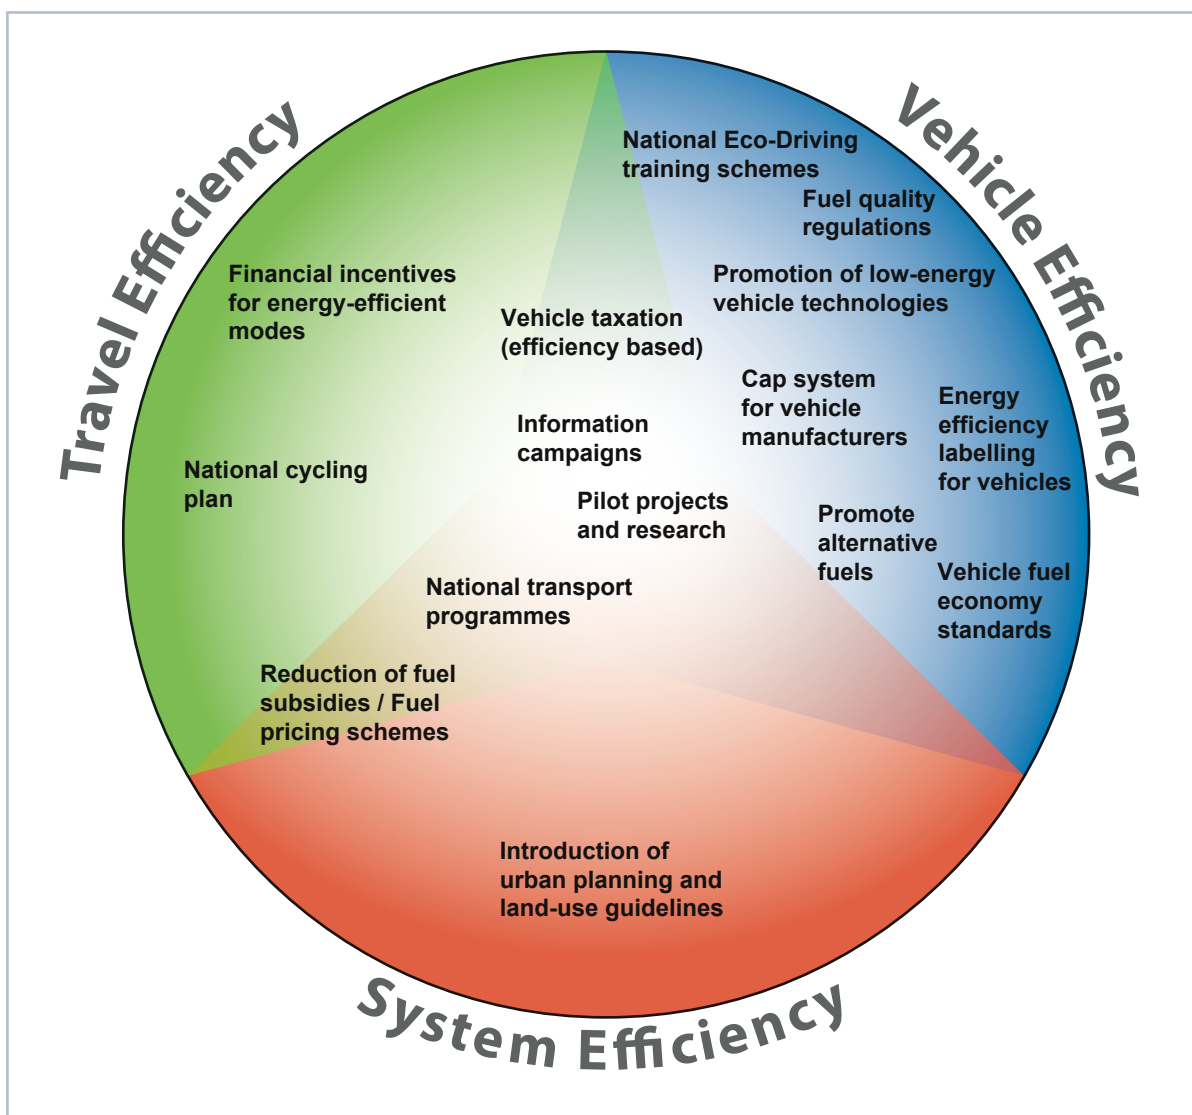 Travel Efficiency
Vehicle Efficiency
National Eco-Driving
training schemes
Fuel quality
regulations
Financial incentives
for energy-efficient
modes
Promotion of low-energy
vehicle technologies
Vehicle taxation
(efficiency based)
Cap system
for vehicle
manufacturers
Energy
efficiency
labelling
for vehicles
Information
campaigns
National cycling
plan
Pilot projects
and research
Promote
alternative
fuels
Vehicle fuel
economy
standards
National transport
programmes
Reduction of fuel
subsidies / Fuel
pricing schemes
Introduction of
urban planning and
land-use guidelines
System Efficiency